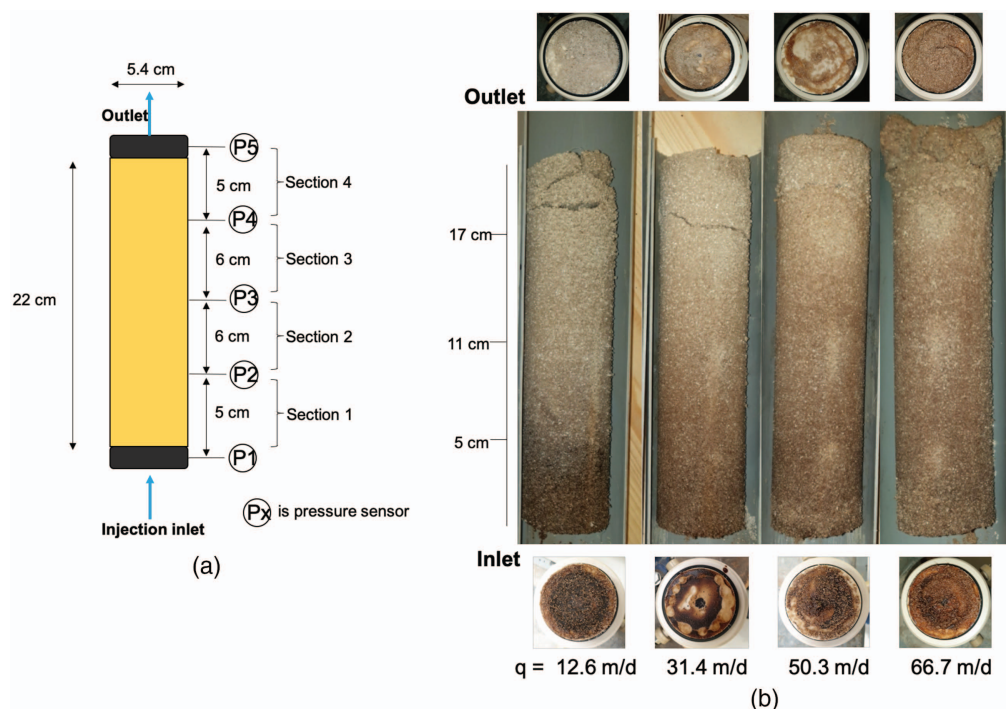 5.4 cm
Outlet
P5
5 cm
Section 4
P4
6 cm
Section 3
P3
22 cm
6 cm
Section 2
P2
5 cm
Section 1
P1
Injection inlet
Px is pressure sensor
(a)
Outlet
17 cm
11 cm
5 cm
Inlet
q = 12.6 m/d 31.4 m/d 50.3 m/d 66.7 m/d
(b)